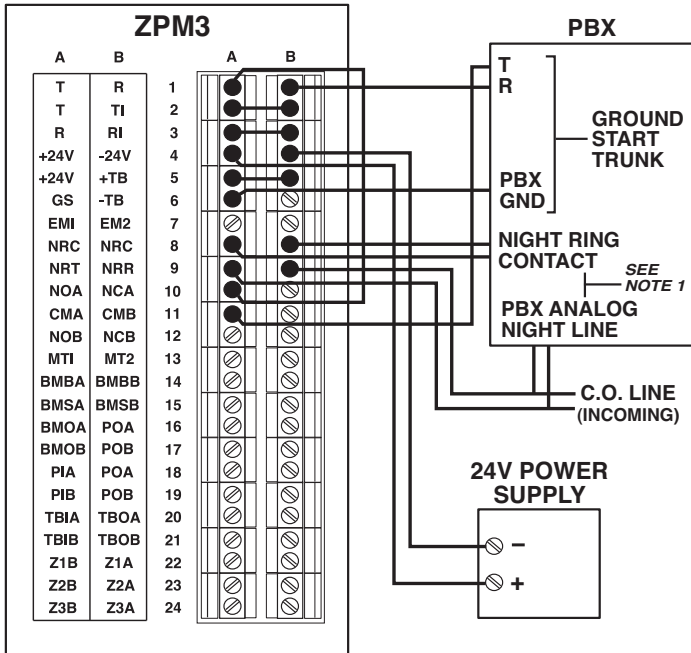 ZPM3
A B A B
T R 1
T TI 2
R RI 3
+24V -24V 4
+24V +TB 5
GS -TB 6
EMI EM2 7
NRC NRC 8
NRT NRR 9
NOA NCA 10
CMA CMB 11
NOB NCB 12
MTI MT2 13
BMBA BMBB 14
BMSA BMSB 15
BMOA POA 16
BMOB POB 17
PIA POA 18
PIB POB 19
TBIA TBOA 20
TBIB TBOB 21
Z1B Z1A 22
Z2B Z2A 23
Z3B Z3A 24
PBX
T
R
GROUND
START
TRUNK
PBX
GND
NIGHT RING
CONTACT
SEE
NOTE 1
PBX ANALOG
NIGHT LINE
C.O. LINE
(INCOMING)
24V POWER
SUPPLY
–
+